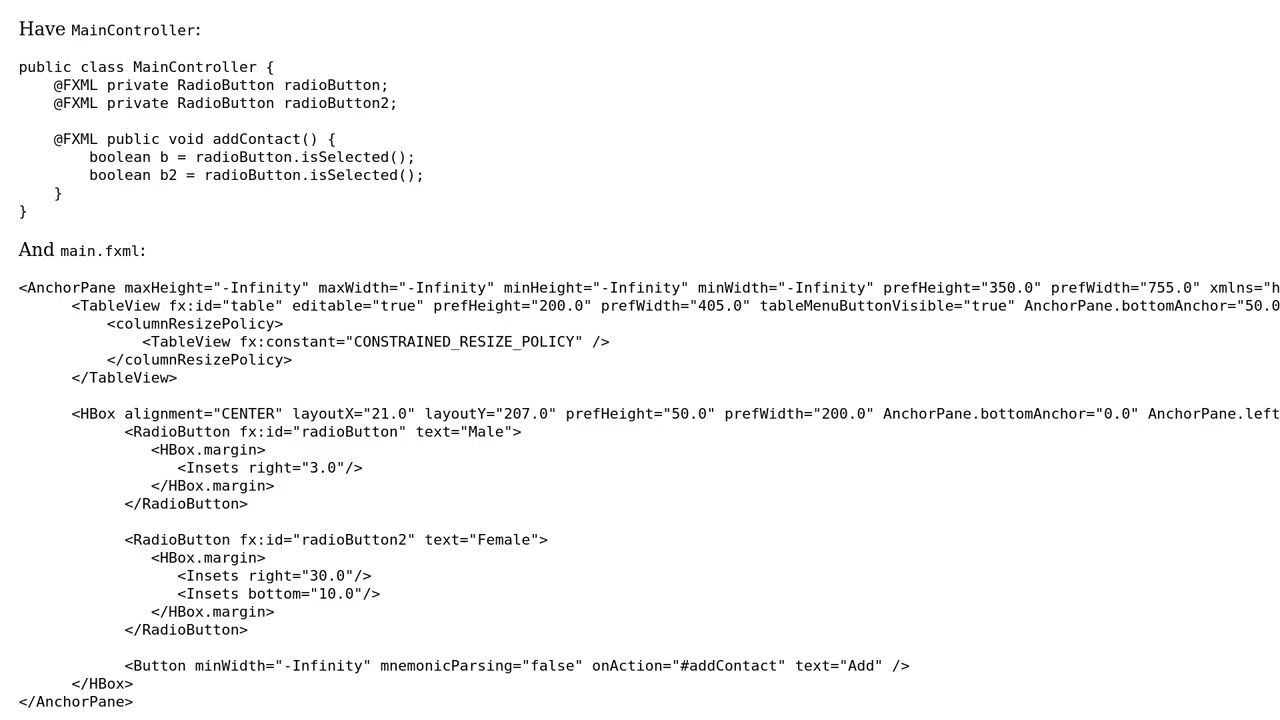 Have MainController:
public class MainController {
    @FXML private RadioButton radioButton;
    @FXML private RadioButton radioButton2;
    @FXML public void addContact() {
        boolean b = radioButton.isSelected();
        boolean b2 = radioButton.isSelected();
    }
}
And main.fxml:
<AnchorPane maxHeight="-Infinity" maxWidth="-Infinity" minHeight="-Infinity" minWidth="-Infinity" prefHeight="350.0" prefWidth="755.0" xmlns="h
      <TableView fx:id="table" editable="true" prefHeight="200.0" prefWidth="405.0" tableMenuButtonVisible="true" AnchorPane.bottomAnchor="50.0
          <columnResizePolicy>
              <TableView fx:constant="CONSTRAINED_RESIZE_POLICY" />
          </columnResizePolicy>
      </TableView>
      <HBox alignment="CENTER" layoutX="21.0" layoutY="207.0" prefHeight="50.0" prefWidth="200.0" AnchorPane.bottomAnchor="0.0" AnchorPane.left
            <RadioButton fx:id="radioButton" text="Male">
               <HBox.margin>
                  <Insets right="3.0"/>
               </HBox.margin>
            </RadioButton>
            <RadioButton fx:id="radioButton2" text="Female">
               <HBox.margin>
                  <Insets right="30.0"/>
                  <Insets bottom="10.0"/>
               </HBox.margin>
            </RadioButton>
            <Button minWidth="-Infinity" mnemonicParsing="false" onAction="#addContact" text="Add" />
      </HBox>
</AnchorPane>